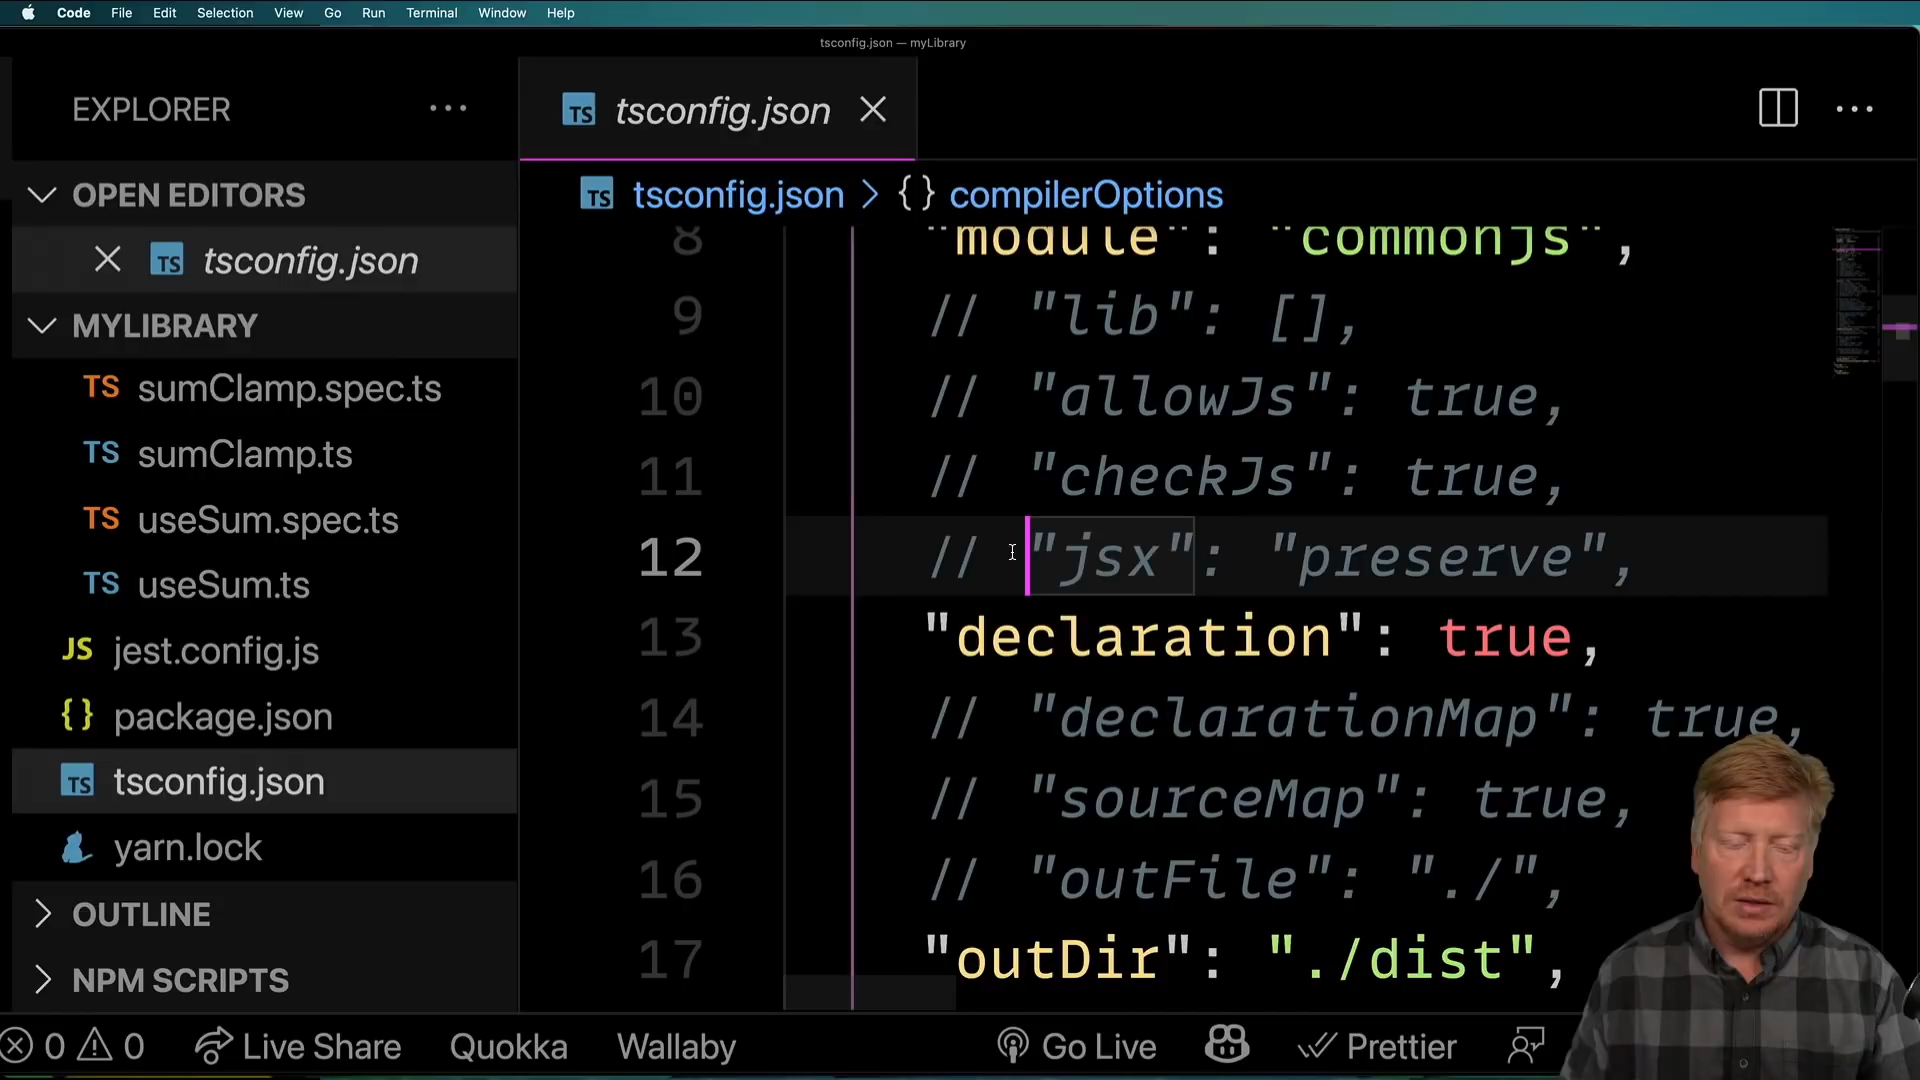 Code File Edit Selection View Go Run Terminal Window Help
tsconfig.json — myLibrary
EXPLORER
TS tsconfig.json
OPEN EDITORS
TS tsconfig.json
MYLIBRARY
TS sumClamp.spec.ts
TS sumClamp.ts
TS useSum.spec.ts
TS useSum.ts
JS jest.config.js
{} package.json
TS tsconfig.json
yarn.lock
OUTLINE
NPM SCRIPTS
TS tsconfig.json > {} compilerOptions
8 "module": "commonjs",
9 // "lib": [],
10 // "allowJs": true,
11 // "checkJs": true,
12 // "jsx": "preserve",
13 "declaration": true,
14 // "declarationMap": true,
15 // "sourceMap": true,
16 // "outFile": "./",
17 "outDir": "./dist",
0 0 Live Share Quokka Wallaby Go Live Prettier